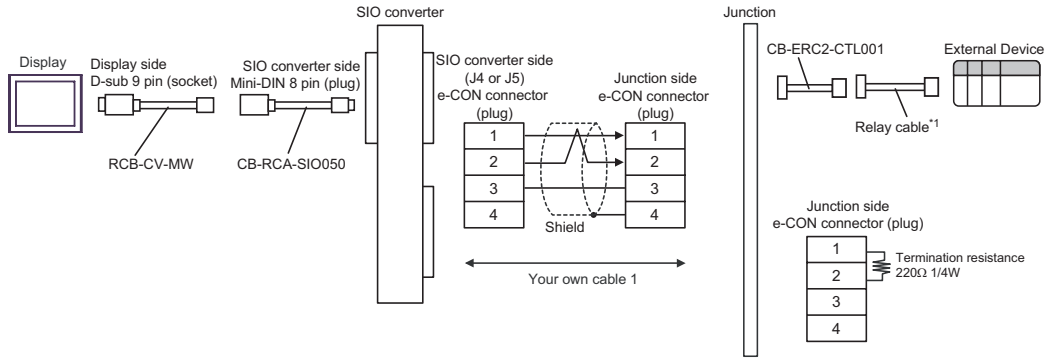 SIO converter
Junction
Display
Display side
D-sub 9 pin (socket)
SIO converter side
Mini-DIN 8 pin (plug)
RCB-CV-MW
CB-RCA-SIO050
SIO converter side
(J4 or J5)
e-CON connector
(plug)
1
2
3
4
Junction side
e-CON connector
(plug)
1
2
3
4
Shield
Your own cable 1
CB-ERC2-CTL001
External Device
Relay cable*1
Junction side
e-CON connector (plug)
1
2
3
4
Termination resistance
220Ω 1/4W